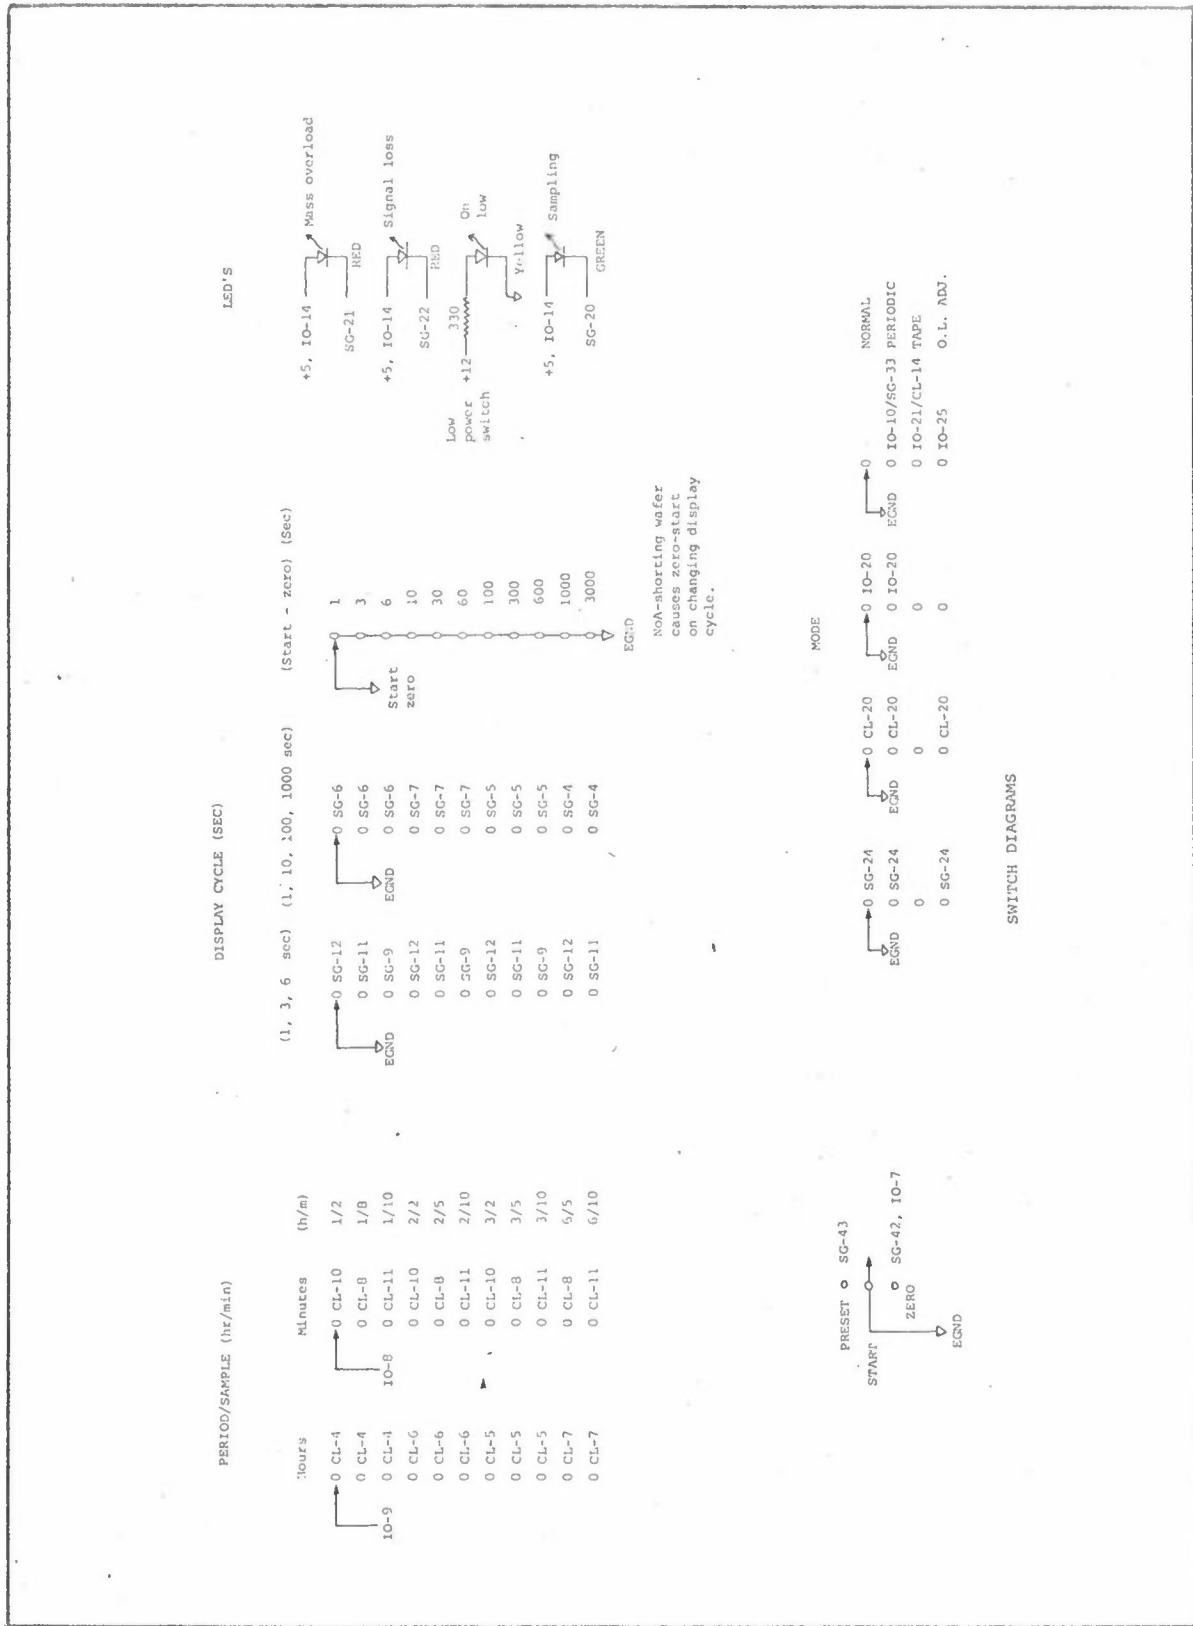 PERIOD/SAMPLE (hr/min)
Hours Minutes (h/m)
0 CL-4 0 CL-10 1/2
0 CL-4 0 CL-8 1/8
IO-9 0 CL-4 IO-8 0 CL-11 1/10
0 CL-6 0 CL-10 2/2
0 CL-6 0 CL-8 2/5
0 CL-6 0 CL-11 2/10
0 CL-5 0 CL-10 3/2
0 CL-5 0 CL-8 3/5
0 CL-5 0 CL-11 3/10
0 CL-7 0 CL-8 6/5
0 CL-7 0 CL-11 6/10
DISPLAY CYCLE (SEC)
(1, 3, 6 sec) (1, 10, 100, 1000 sec) (Start - zero) (Sec)
0 SG-12 0 SG-6 1
0 SG-11 0 SG-6 3
EGND 0 SG-9 EGND 0 SG-6 Start 6
0 SG-12 0 SG-7 zero 10
0 SG-11 0 SG-7 30
0 SG-9 0 SG-7 60
0 SG-12 0 SG-5 100
0 SG-11 0 SG-5 300
0 SG-9 0 SG-5 600
0 SG-12 0 SG-4 1000
0 SG-11 0 SG-4 3000
EGND
NoA-shorting wafer
causes zero-start
on changing display
cycle.
LED'S
+5, IO-14 Mass overload
SG-21 RED
+5, IO-14 Signal loss
SG-22 RED
Low
power
switch
+12 330 On
low
Yellow
+5, IO-14 Sampling
SG-20 GREEN
PRESET SG-43
START
SG-42, IO-7
ZERO
EGND
MODE
0 SG-24 0 CL-20 0 IO-20 0 NORMAL
EGND 0 SG-24 EGND 0 CL-20 EGND 0 IO-20 EGND 0 IO-10/SG-33 PERIODIC
0 0 0 0 IO-21/CL-14 TAPE
0 SG-24 0 CL-20 0 0 IO-25 O.L. ADJ.
SWITCH DIAGRAMS